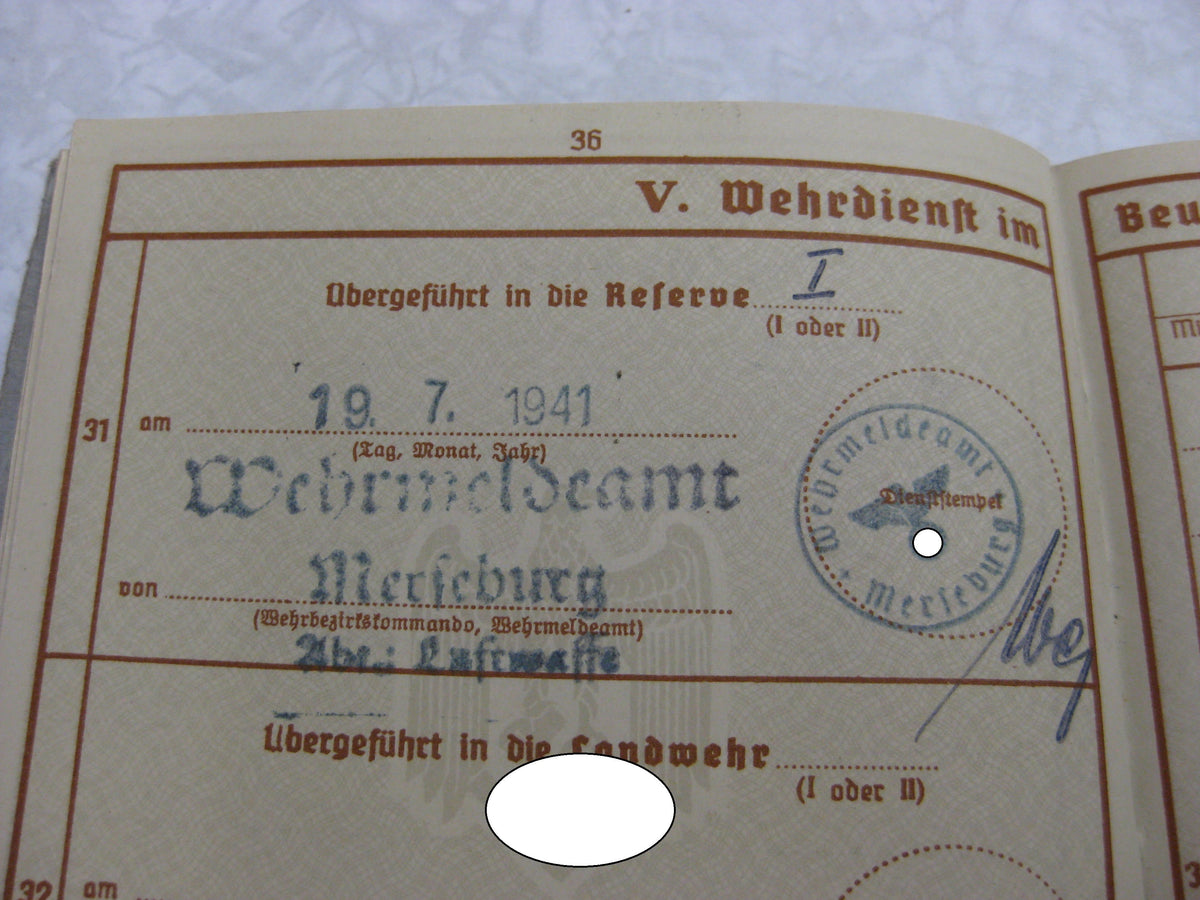 36
V. Wehrdienst im
Beu
Übergeführt in die Reserve I
(I oder II)
31 am 19. 7. 1941
(Tag, Monat, Jahr)
Wehrmeldeamt
von Merseburg
(Wehrbezirkskommando, Wehrmeldeamt)
Abt.: Luftwaffe
Wehrmeldeamt
Dienststempel
Merseburg
Übergeführt in die Landwehr
(I oder II)
32 am